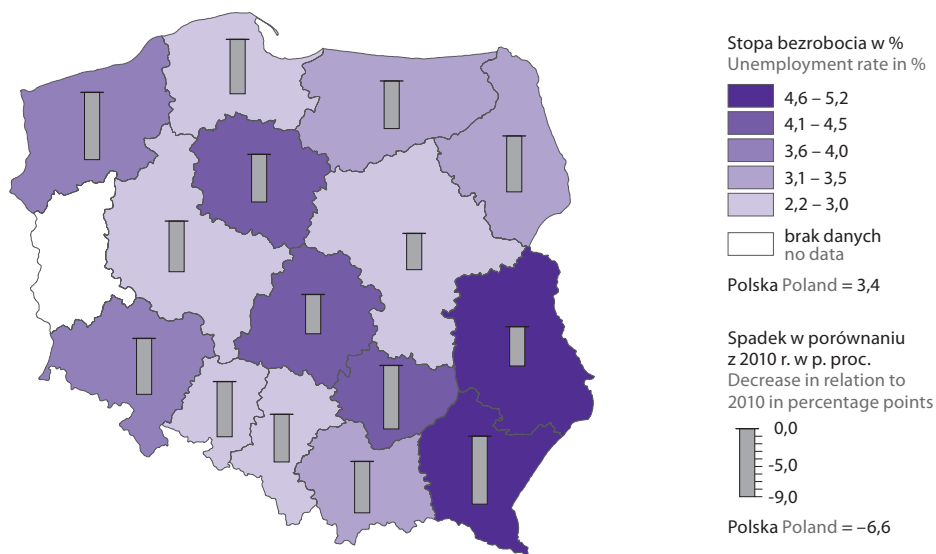 Stopa bezrobocia w %
Unemployment rate in %
4,6 – 5,2
4,1 – 4,5
3,6 – 4,0
3,1 – 3,5
2,2 – 3,0
brak danych
no data
Polska Poland = 3,4
Spadek w porównaniu
z 2010 r. w p. proc.
Decrease in relation to
2010 in percentage points
0,0
-5,0
-9,0
Polska Poland = –6,6